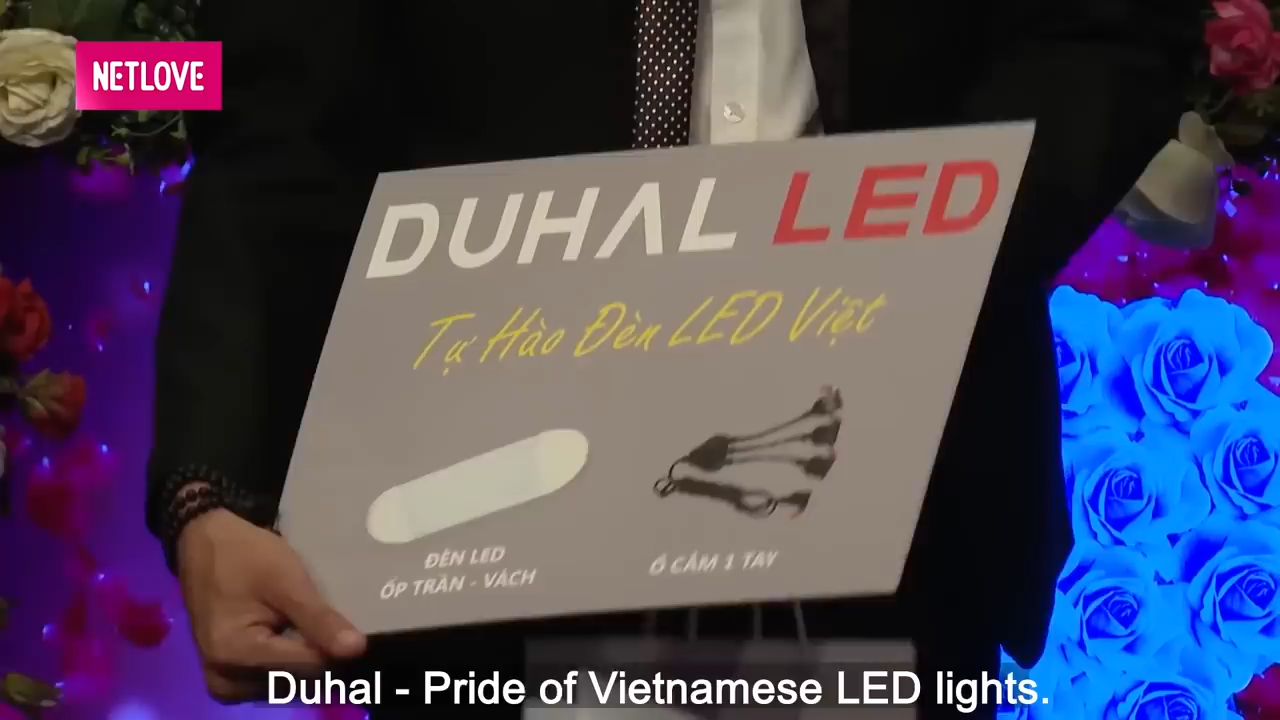 NETLOVE
DUHAL LED
Tự Hào Đèn LED Việt
ĐÈN LED
ỐP TRẦN - VÁCH
Ổ CẮM 1 TAY
Duhal - Pride of Vietnamese LED lights.